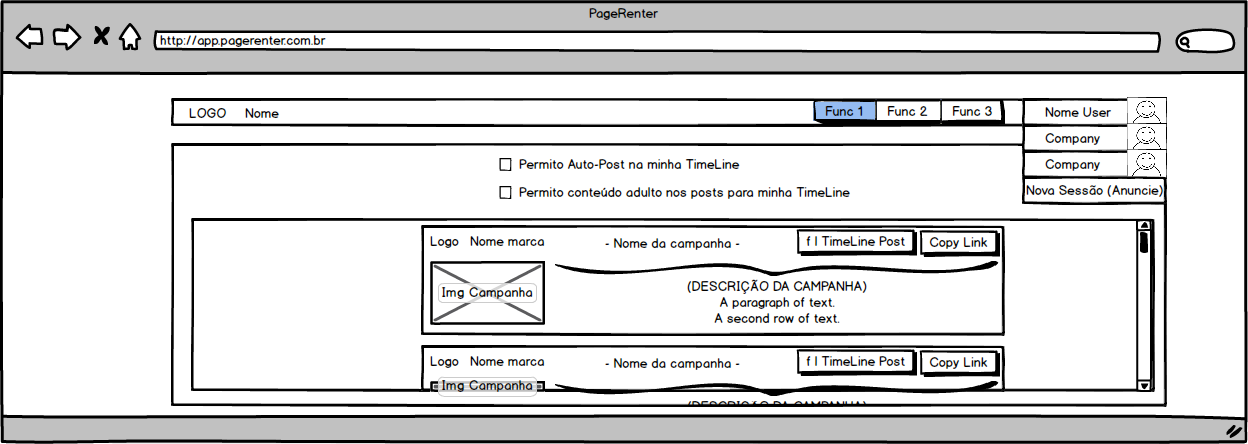 PageRenter
http://app.pagerenter.com.br
LOGO Nome Func 1 Func 2 Func 3 Nome User
Company
Company
Nova Sessão (Anuncie)
Permito Auto-Post na minha TimeLine
Permito conteúdo adulto nos posts para minha TimeLine
Logo Nome marca - Nome da campanha - f | TimeLine Post Copy Link
Img Campanha
(DESCRIÇÃO DA CAMPANHA)
A paragraph of text.
A second row of text.
Logo Nome marca - Nome da campanha - f | TimeLine Post Copy Link
Img Campanha
(DESCRIÇÃO DA CAMPANHA)